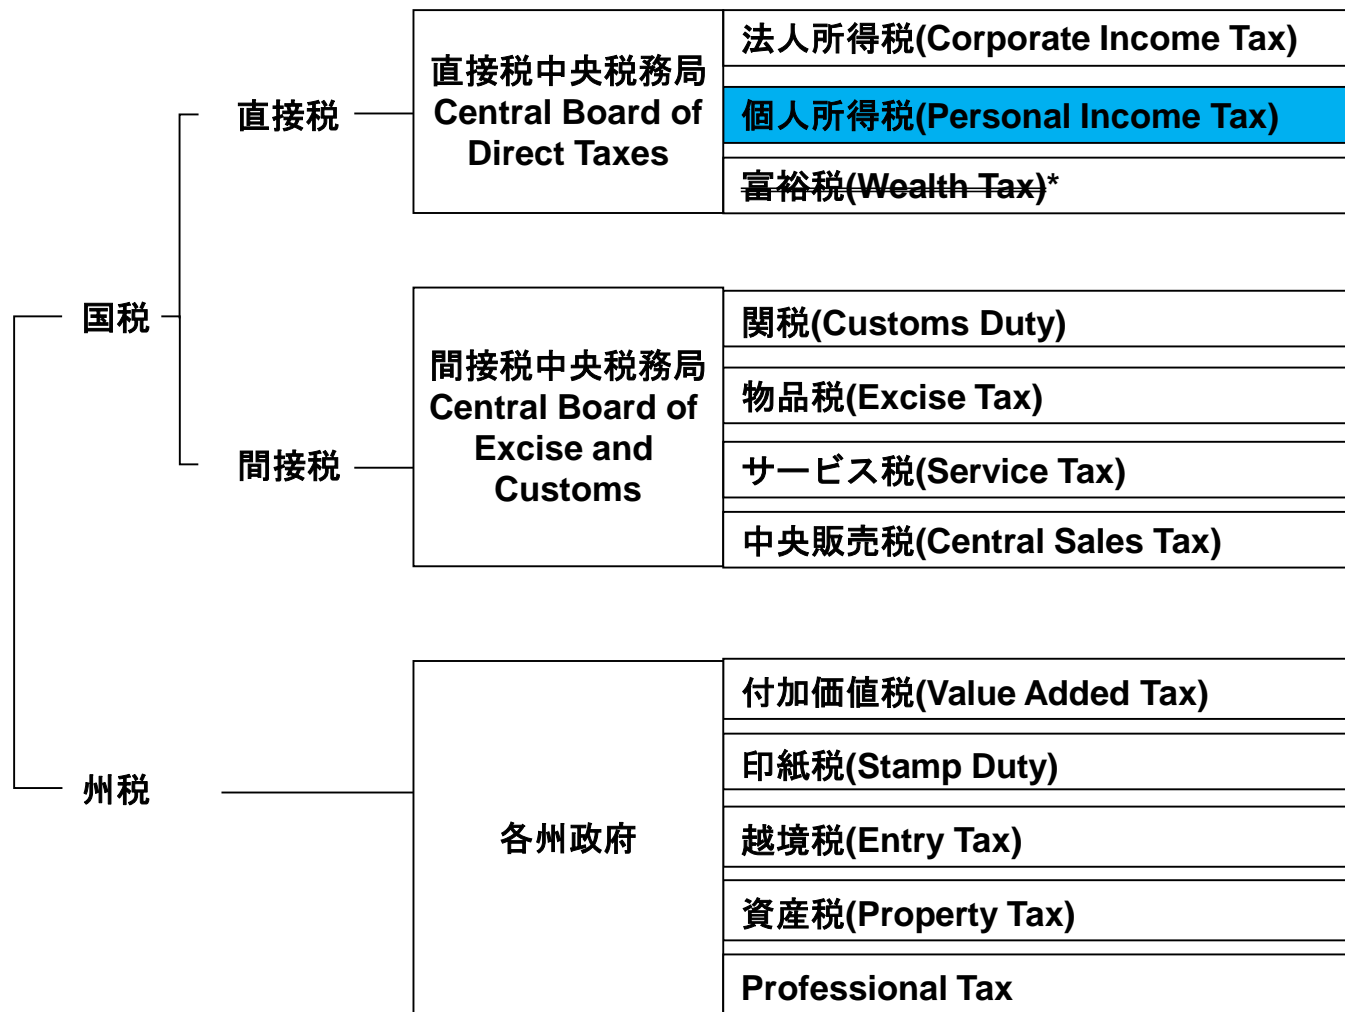 国税
直接税
直接税中央税務局
Central Board of
Direct Taxes
法人所得税(Corporate Income Tax)
個人所得税(Personal Income Tax)
富裕税(Wealth Tax)*
間接税
間接税中央税務局
Central Board of
Excise and
Customs
関税(Customs Duty)
物品税(Excise Tax)
サービス税(Service Tax)
中央販売税(Central Sales Tax)
州税
各州政府
付加価値税(Value Added Tax)
印紙税(Stamp Duty)
越境税(Entry Tax)
資産税(Property Tax)
Professional Tax